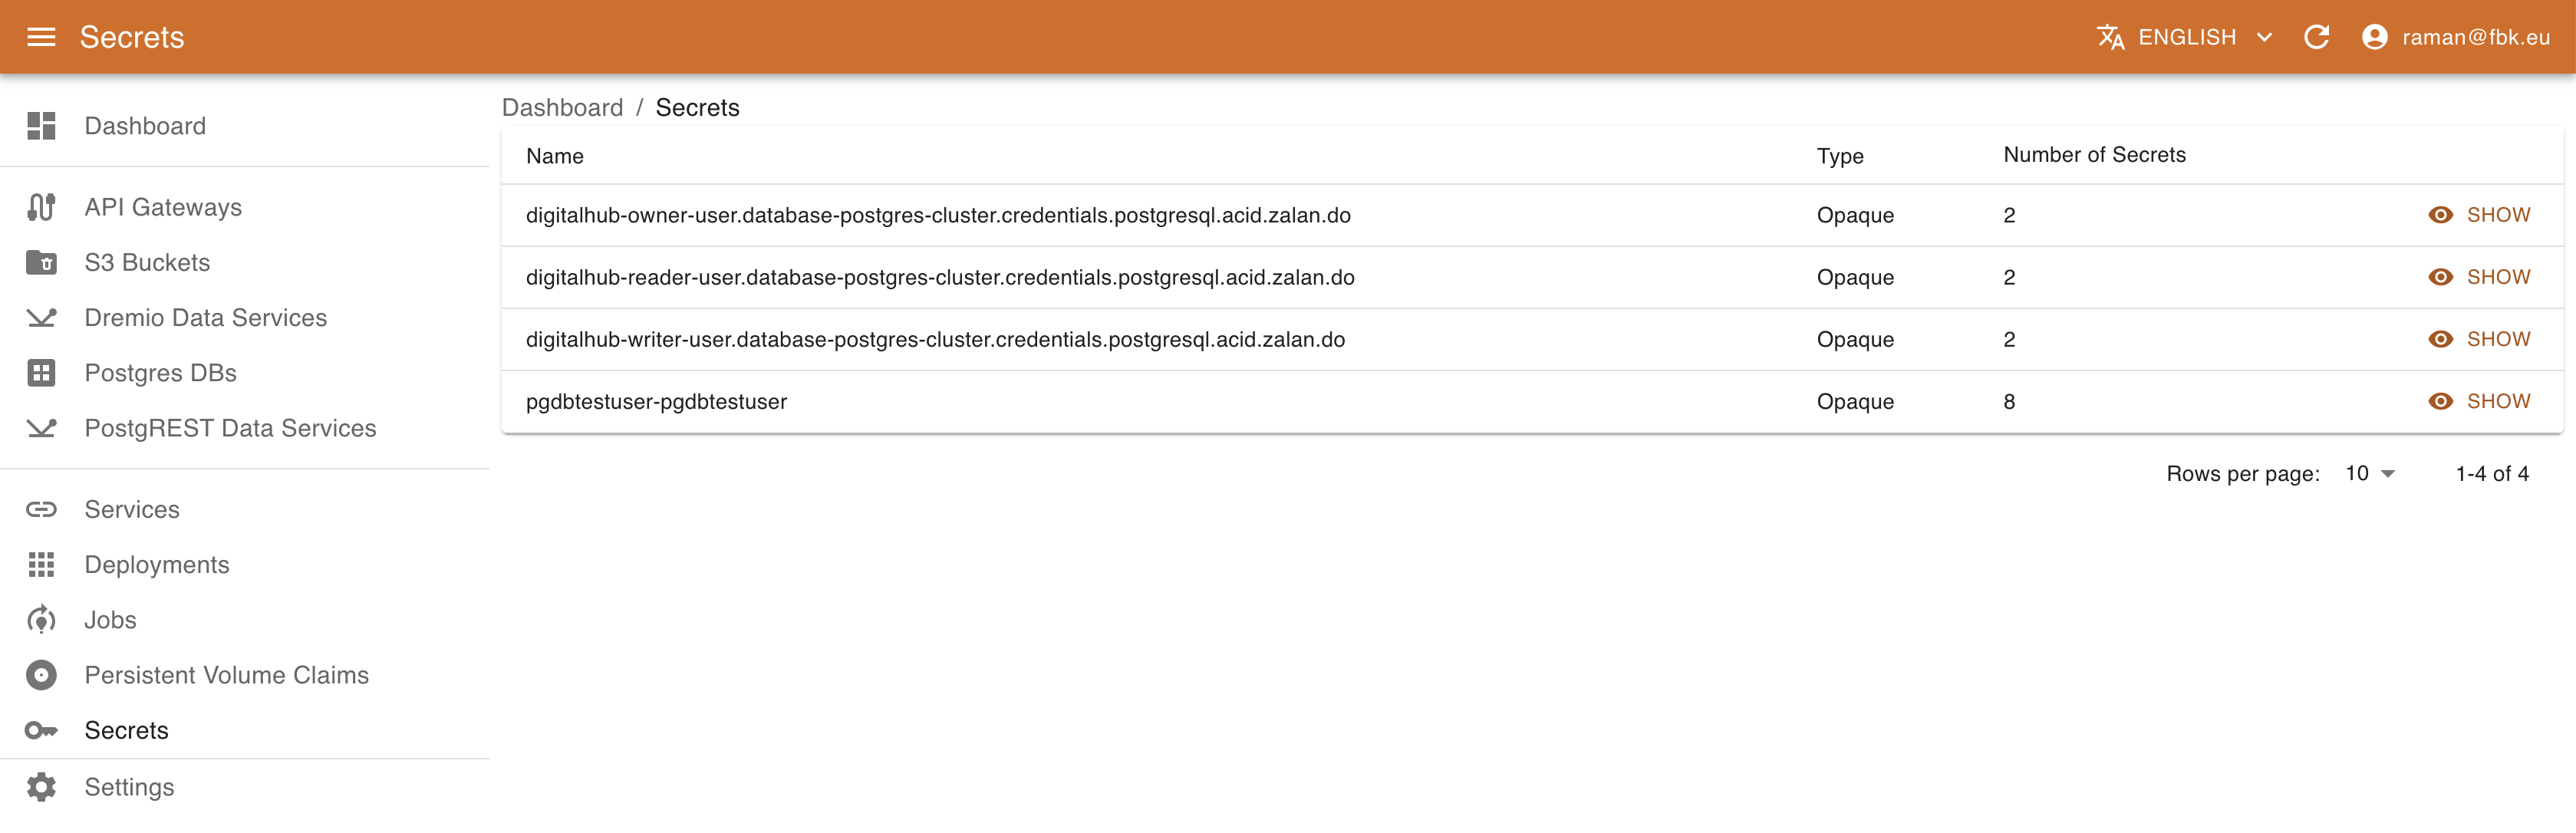 Secrets
ENGLISH
raman@fbk.eu
Dashboard
API Gateways
S3 Buckets
Dremio Data Services
Postgres DBs
PostgREST Data Services
Services
Deployments
Jobs
Persistent Volume Claims
Secrets
Settings
Dashboard / Secrets
Name Type Number of Secrets
digitalhub-owner-user.database-postgres-cluster.credentials.postgresql.acid.zalan.do Opaque 2 SHOW
digitalhub-reader-user.database-postgres-cluster.credentials.postgresql.acid.zalan.do Opaque 2 SHOW
digitalhub-writer-user.database-postgres-cluster.credentials.postgresql.acid.zalan.do Opaque 2 SHOW
pgdbtestuser-pgdbtestuser Opaque 8 SHOW
Rows per page: 10 1-4 of 4